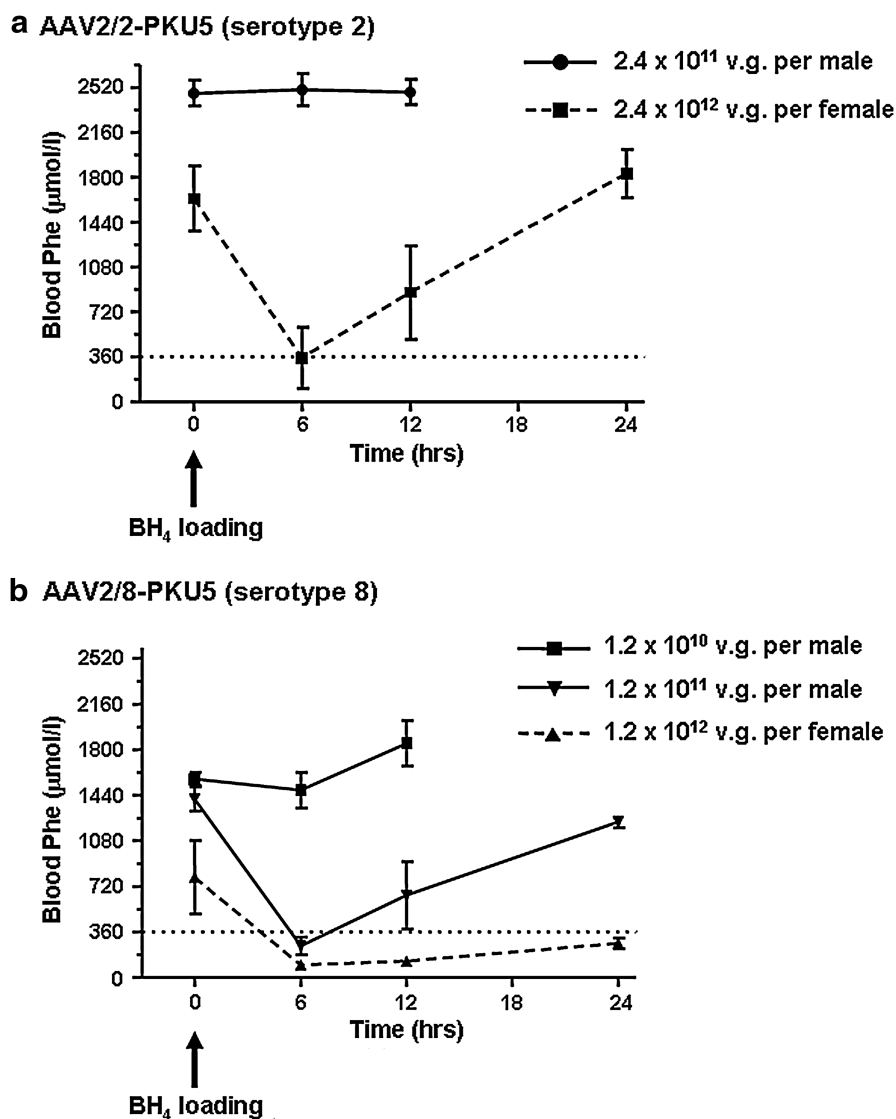 a AAV2/2-PKU5 (serotype 2)
2.4 x 10¹¹ v.g. per male
2.4 x 10¹² v.g. per female
Blood Phe (μmol/l)
2520
2160
1800
1440
1080
720
360
0
0 6 12 18 24
Time (hrs)
BH₄ loading
b AAV2/8-PKU5 (serotype 8)
1.2 x 10¹⁰ v.g. per male
1.2 x 10¹¹ v.g. per male
1.2 x 10¹² v.g. per female
Blood Phe (μmol/l)
2520
2160
1800
1440
1080
720
360
0
0 6 12 18 24
Time (hrs)
BH₄ loading